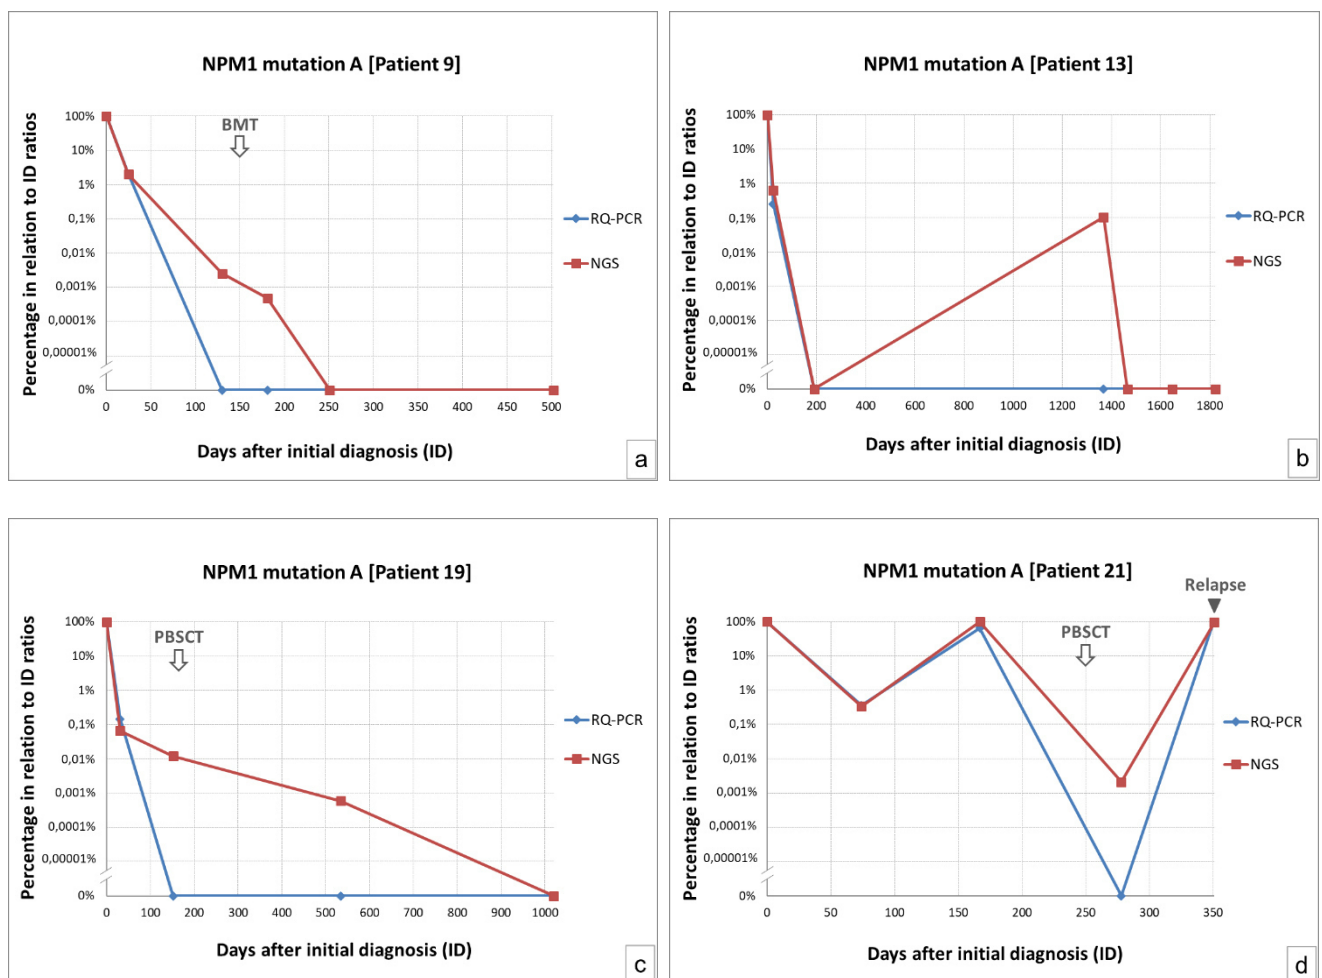 NPM1 mutation A [Patient 9]
Percentage in relation to ID ratios
100%
10%
1%
0,1%
0,01%
0,001%
0,0001%
0,00001%
0%
BMT
RQ-PCR
NGS
0 50 100 150 200 250 300 350 400 450 500
Days after initial diagnosis (ID)
a
NPM1 mutation A [Patient 13]
Percentage in relation to ID ratios
100%
10%
1%
0,1%
0,01%
0,001%
0,0001%
0,00001%
0%
RQ-PCR
NGS
0 200 400 600 800 1000 1200 1400 1600 1800
Days after initial diagnosis (ID)
b
NPM1 mutation A [Patient 19]
Percentage in relation to ID ratios
100%
10%
1%
0,1%
0,01%
0,001%
0,0001%
0,00001%
0%
PBSCT
RQ-PCR
NGS
0 100 200 300 400 500 600 700 800 900 1000
Days after initial diagnosis (ID)
c
NPM1 mutation A [Patient 21]
Relapse
Percentage in relation to ID ratios
100%
10%
1%
0,1%
0,01%
0,001%
0,0001%
0,00001%
0%
PBSCT
RQ-PCR
NGS
0 50 100 150 200 250 300 350
Days after initial diagnosis (ID)
d